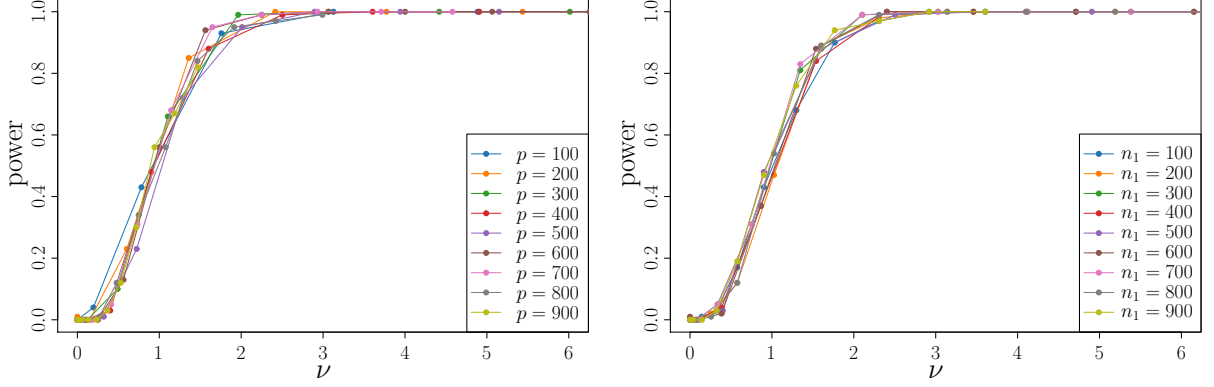 power
0.0 0.2 0.4 0.6 0.8 1.0
0 1 2 3 4 5 6
ν
p = 100
p = 200
p = 300
p = 400
p = 500
p = 600
p = 700
p = 800
p = 900
power
0.0 0.2 0.4 0.6 0.8 1.0
0 1 2 3 4 5 6
ν
n₁ = 100
n₁ = 200
n₁ = 300
n₁ = 400
n₁ = 500
n₁ = 600
n₁ = 700
n₁ = 800
n₁ = 900